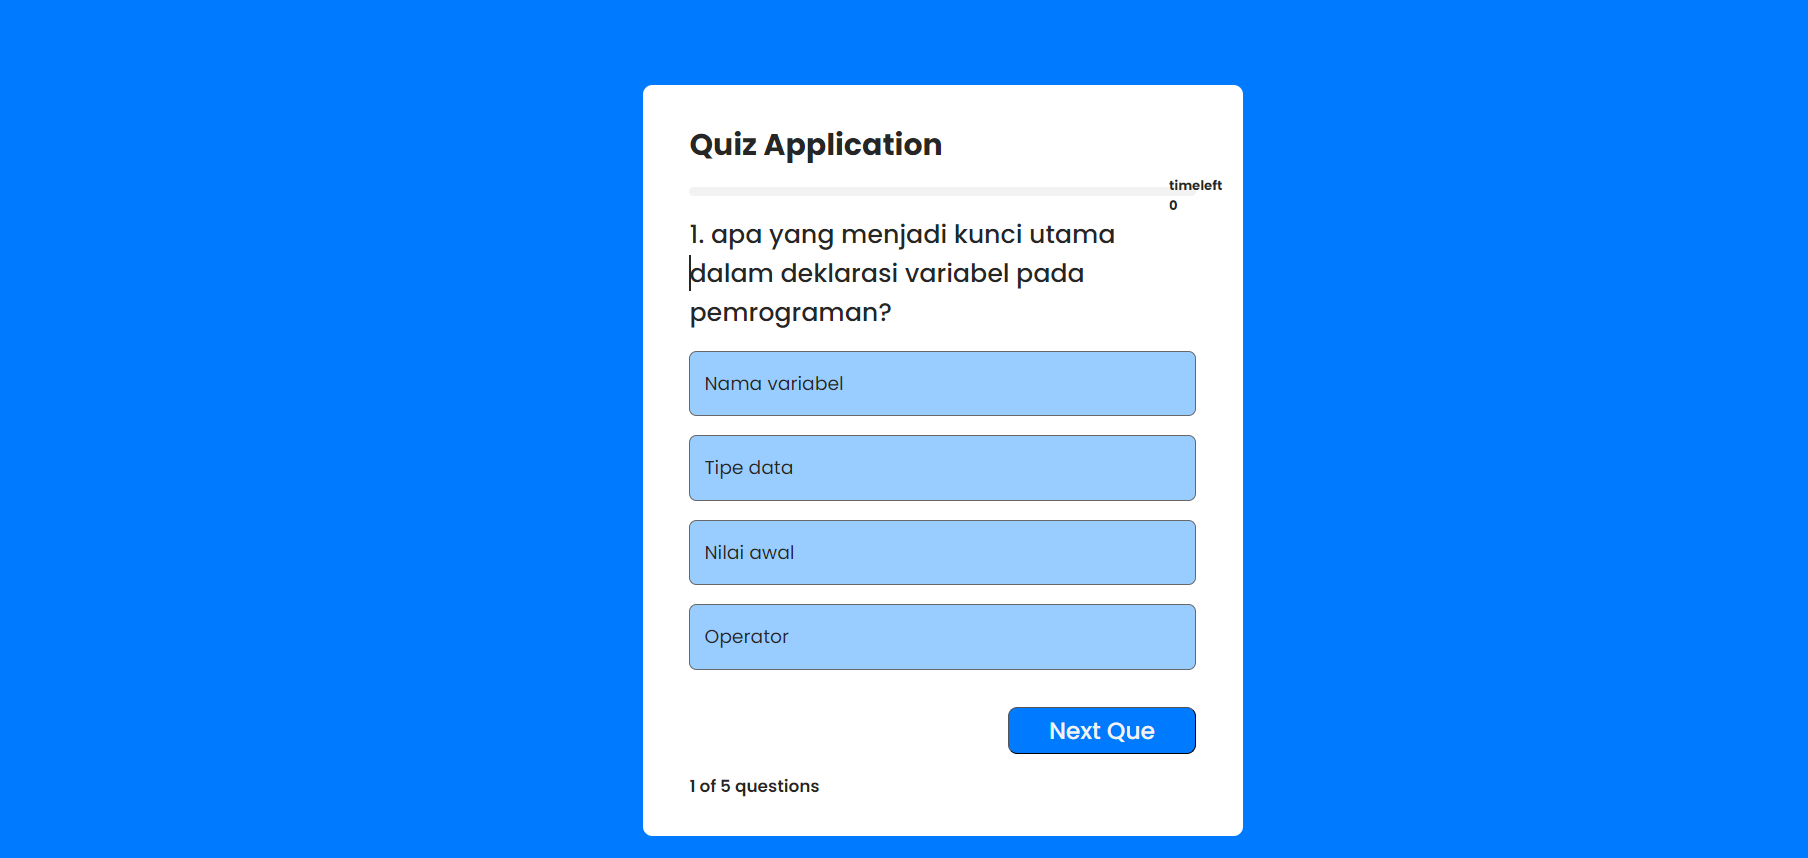 Quiz Application
timeleft
0
1. apa yang menjadi kunci utama
dalam deklarasi variabel pada
pemrograman?
Nama variabel
Tipe data
Nilai awal
Operator
Next Que
1 of 5 questions